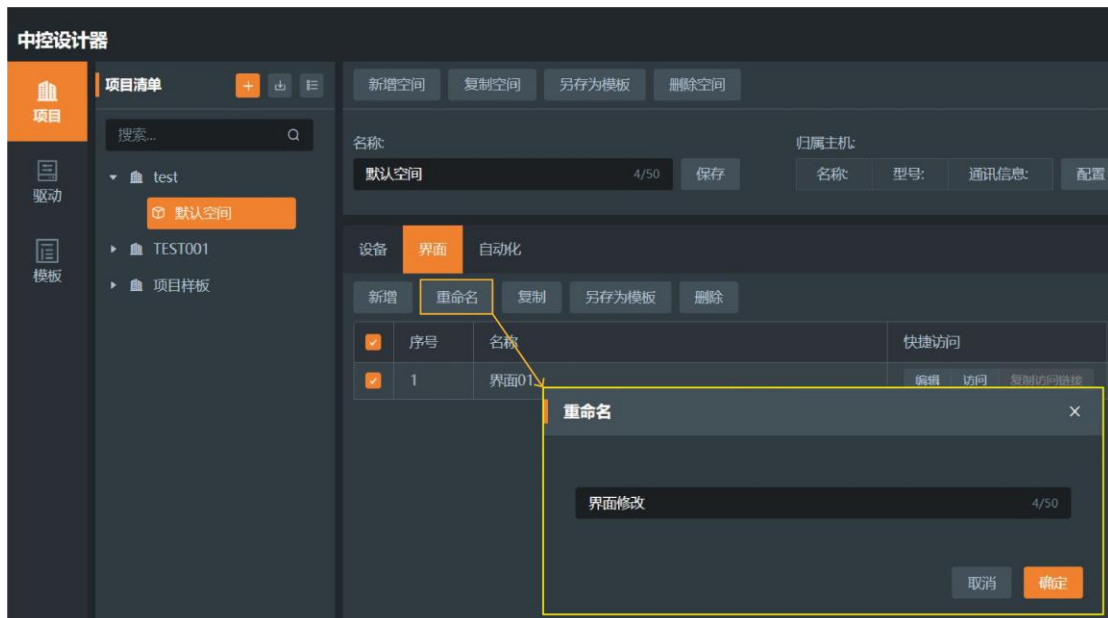 中控设计器
项目
驱动
模板
项目清单
搜索...
test
默认空间
TEST001
项目样板
新增空间 复制空间 另存为模板 删除空间
名称:
默认空间 4/50 保存
归属主机:
名称: 型号: 通讯信息: 配置
设备 界面 自动化
新增 重命名 复制 另存为模板 删除
序号 名称 快捷访问
1 界面01 编辑 访问 复制访问链接
重命名
界面修改 4/50
取消 确定